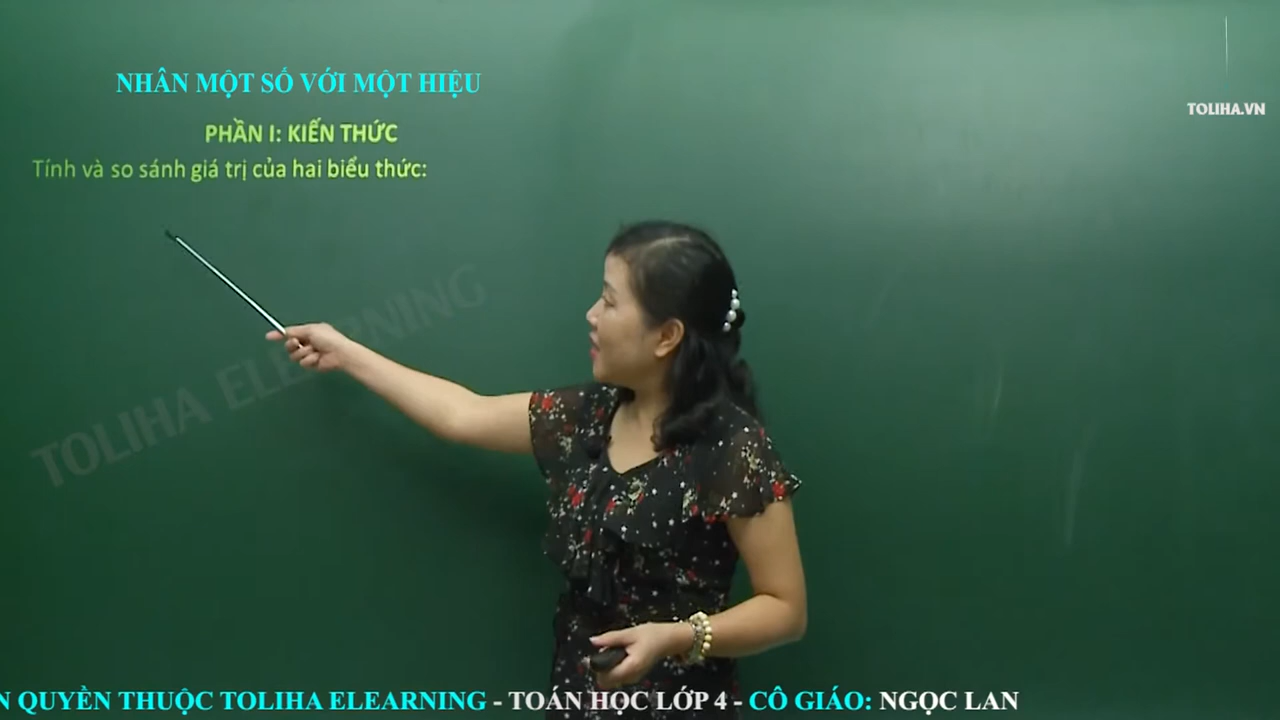 NHÂN MỘT SỐ VỚI MỘT HIỆU
TOLIHA.VN
PHẦN I: KIẾN THỨC
Tính và so sánh giá trị của hai biểu thức:
TOLIHA ELEARNING
N QUYỀN THUỘC TOLIHA ELEARNING - TOÁN HỌC LỚP 4 - CÔ GIÁO: NGỌC LAN